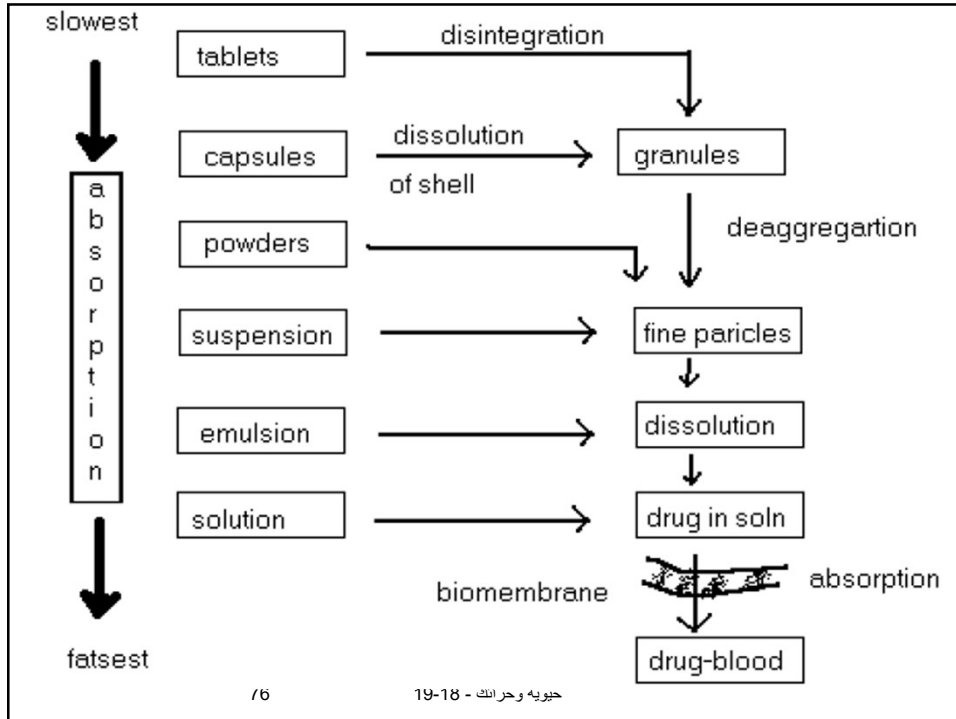 slowest
tablets
disintegration
capsules
dissolution
of shell
granules
absorption
powders
deaggregartion
suspension
fine paricles
emulsion
dissolution
solution
drug in soln
biomembrane
absorption
fatsest
drug-blood
76
حيويه وحرائك - 18-19